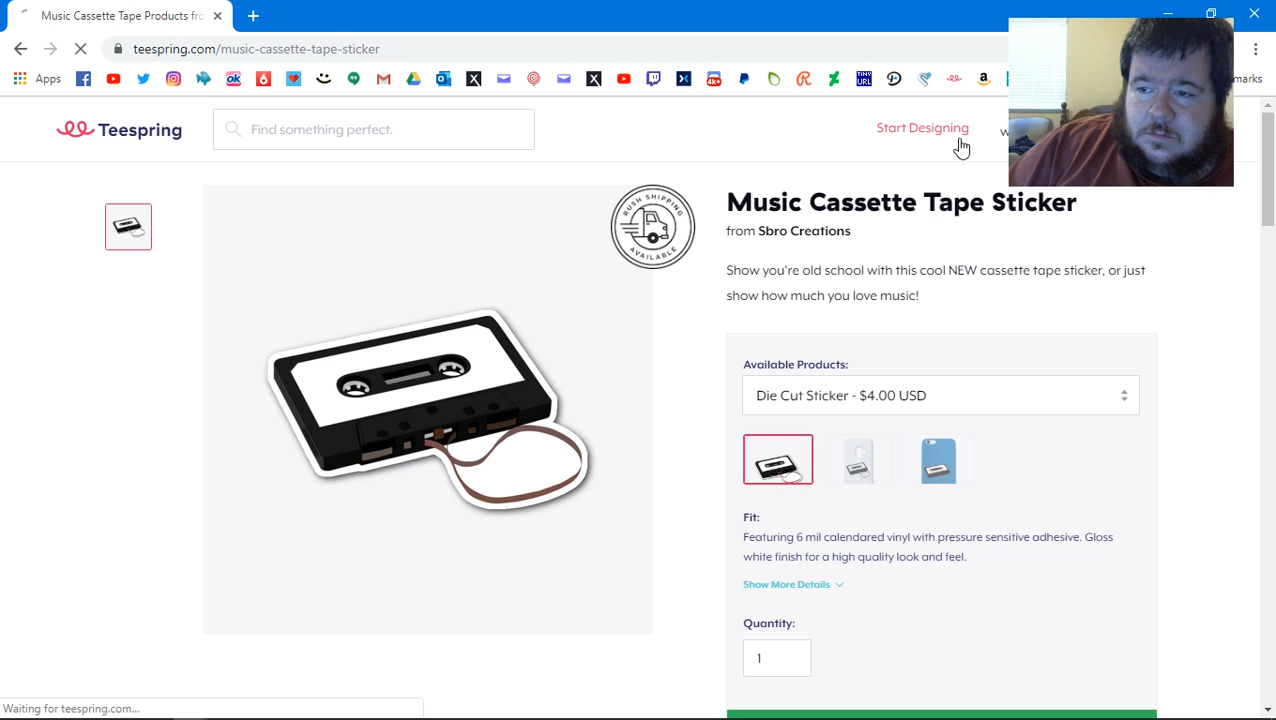 Music Cassette Tape Products fro
teespring.com/music-cassette-tape-sticker
Apps
Teespring
Find something perfect.
Start Designing
RUSH SHIPPING
AVAILABLE
Music Cassette Tape Sticker
from Sbro Creations
Show you're old school with this cool NEW cassette tape sticker, or just
show how much you love music!
Available Products:
Die Cut Sticker - $4.00 USD
Fit:
Featuring 6 mil calendared vinyl with pressure sensitive adhesive. Gloss
white finish for a high quality look and feel.
Show More Details
Quantity:
1
Waiting for teespring.com...